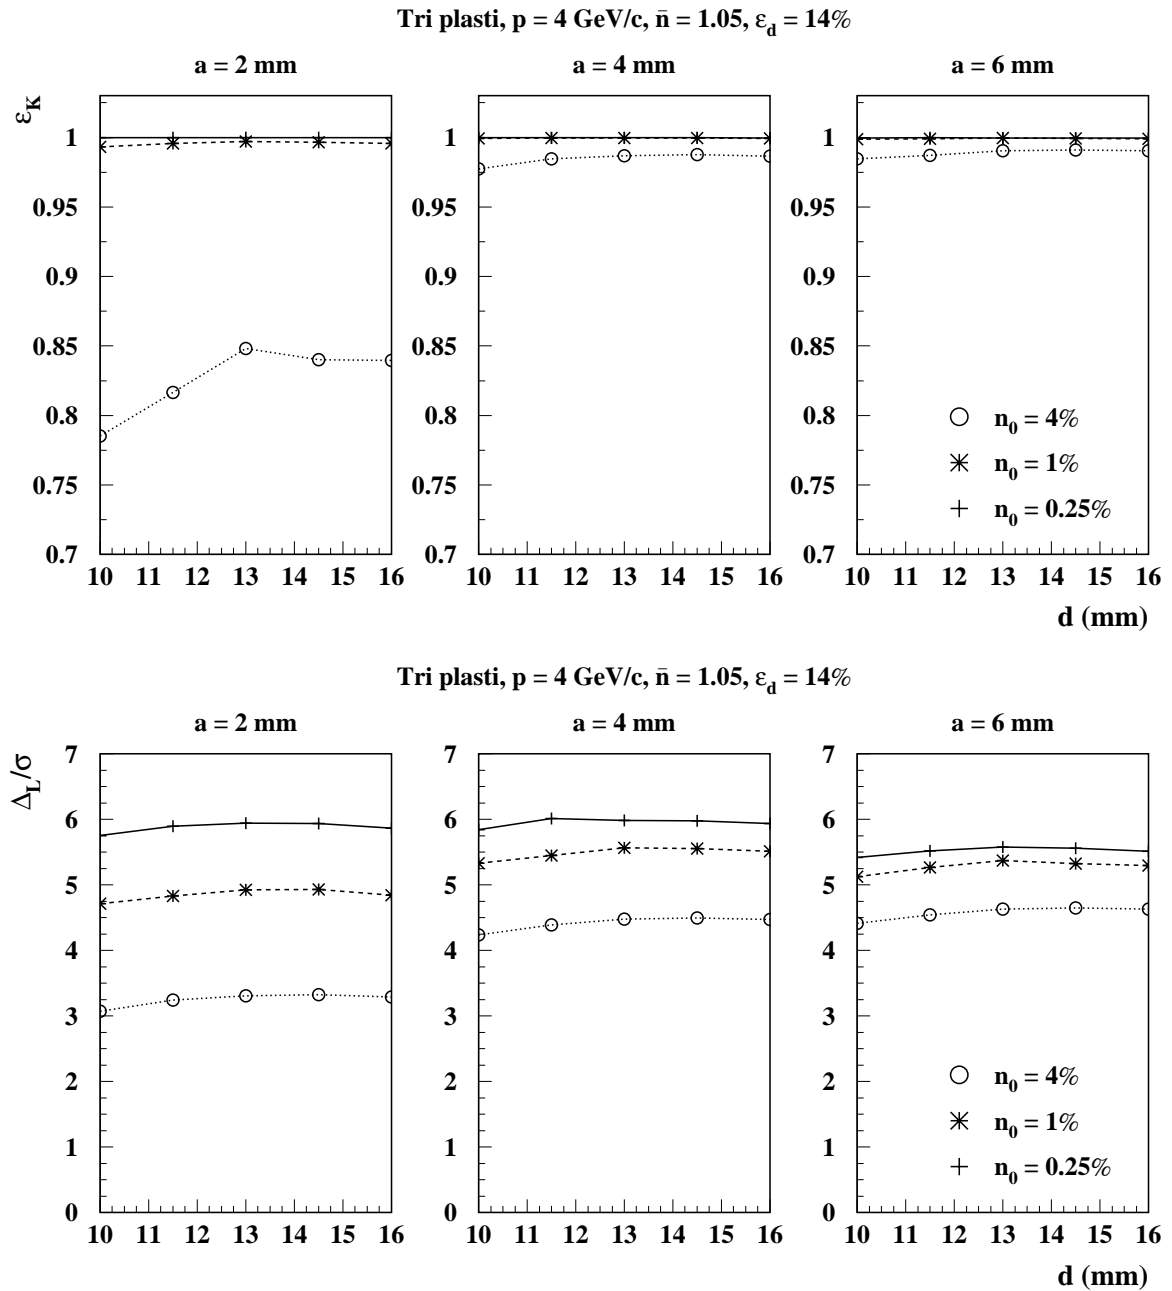 Tri plasti, p = 4 GeV/c, n̄ = 1.05, ε_d = 14%
a = 2 mm
a = 4 mm
a = 6 mm
ε_K
1
0.95
0.9
0.85
0.8
0.75
0.7
10 11 12 13 14 15 16
1
0.95
0.9
0.85
0.8
0.75
0.7
10 11 12 13 14 15 16
1
0.95
0.9
0.85
0.8
0.75
0.7
10 11 12 13 14 15 16
n_0 = 4%
n_0 = 1%
n_0 = 0.25%
d (mm)
Tri plasti, p = 4 GeV/c, n̄ = 1.05, ε_d = 14%
a = 2 mm
a = 4 mm
a = 6 mm
Δ_L/σ
7
6
5
4
3
2
1
0
10 11 12 13 14 15 16
7
6
5
4
3
2
1
0
10 11 12 13 14 15 16
7
6
5
4
3
2
1
0
10 11 12 13 14 15 16
n_0 = 4%
n_0 = 1%
n_0 = 0.25%
d (mm)